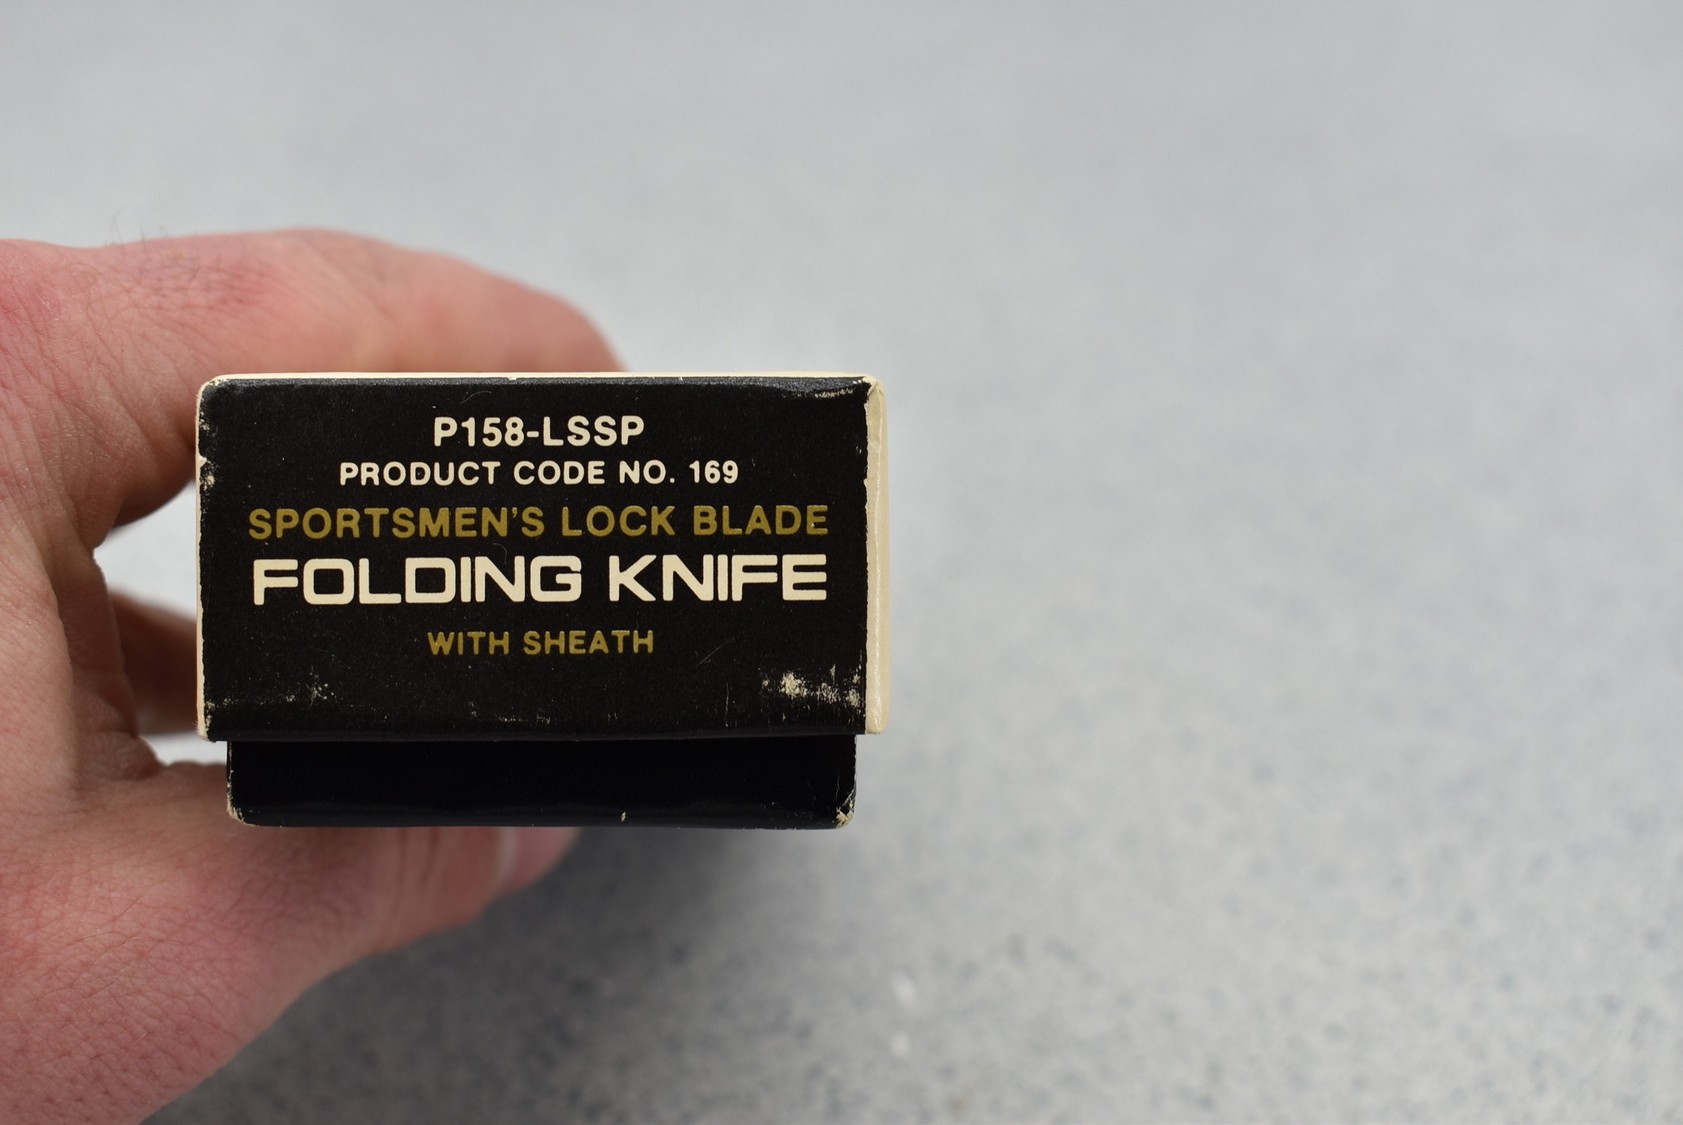 P158-LSSP
PRODUCT CODE NO. 169
SPORTSMEN'S LOCK BLADE
FOLDING KNIFE
WITH SHEATH